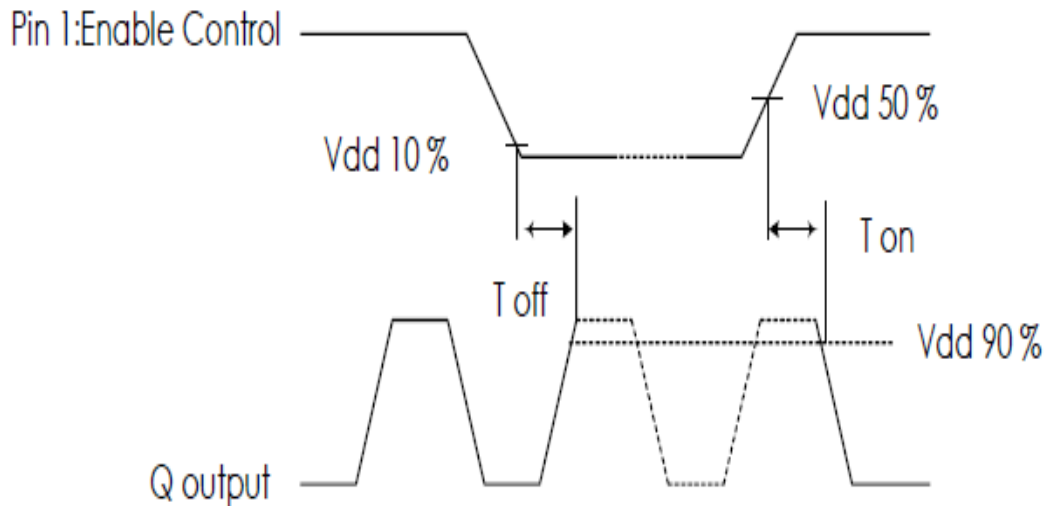 Pin 1:Enable Control
Vdd 50 %
Vdd 10 %
T on
T off
Vdd 90 %
Q output